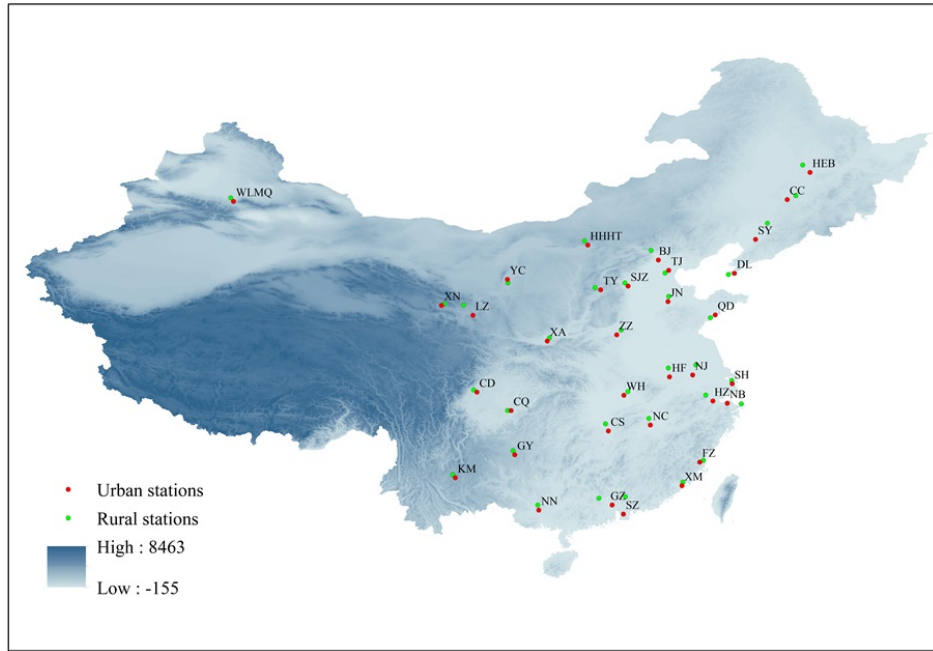 HEB
WLMQ
CC
SY
HHHT
BJ
TJ
DL
YC
TY
SJZ
JN
XN
LZ
QD
XA
ZZ
HF
NJ
SH
CD
WH
HZ
NB
CQ
CS
NC
GY
FZ
KM
XM
NN
GZ
SZ
Urban stations
Rural stations
High : 8463
Low : -155